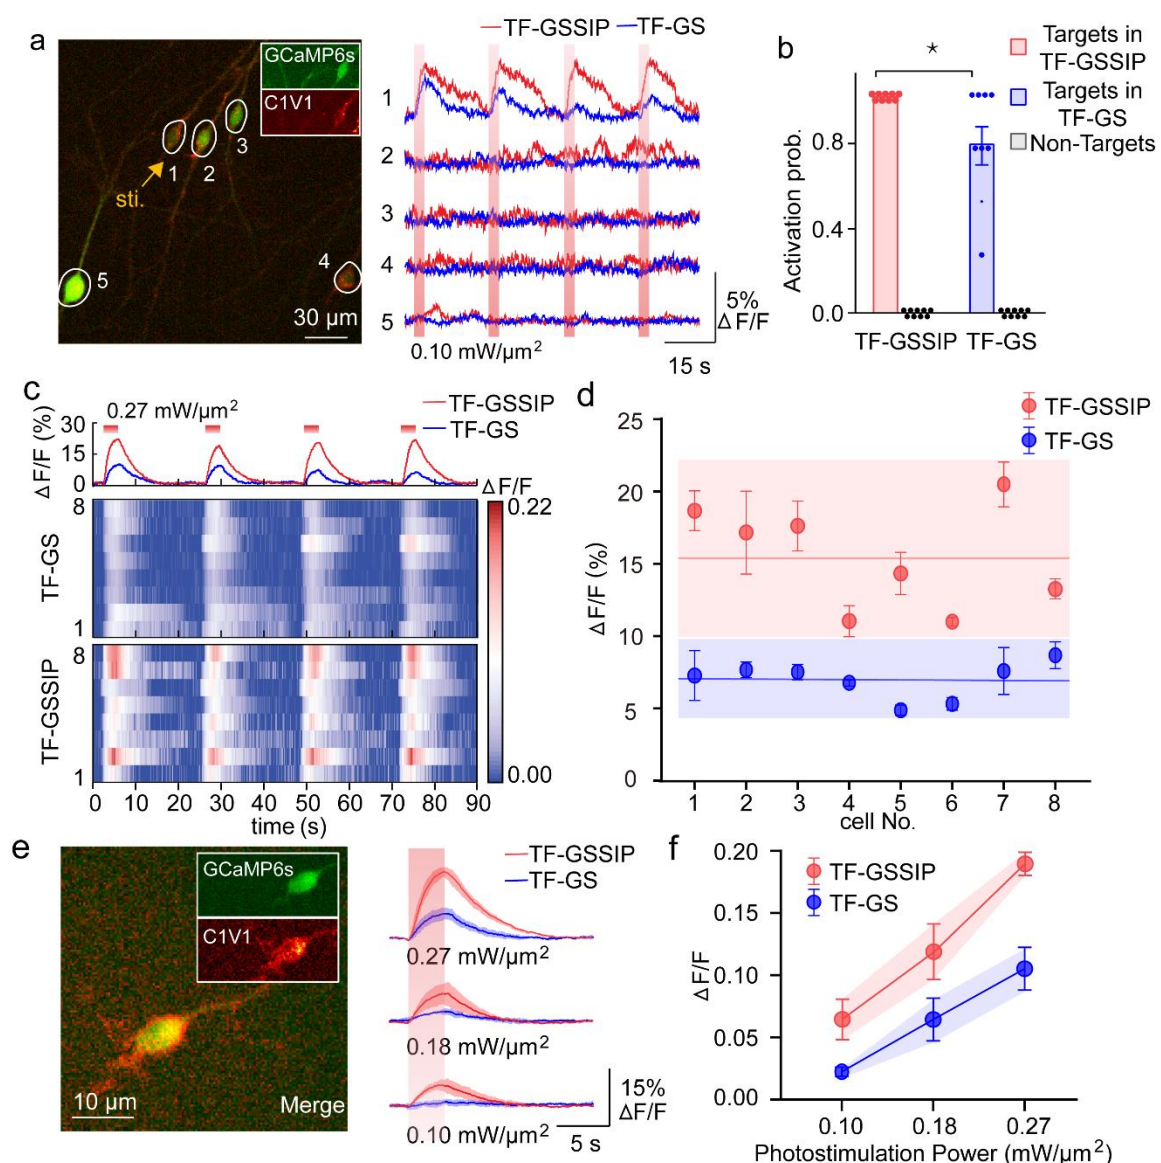 a
GCaMP6s
C1V1
3
1
2
sti.
4
5
30 μm
TF-GSSIP
TF-GS
1
2
3
4
5
5%
ΔF/F
0.10 mW/μm²
15 s
b
*
Targets in
TF-GSSIP
Targets in
TF-GS
Non-Targets
Activation prob.
0.8
0.4
0.0
TF-GSSIP
TF-GS
c
0.27 mW/μm²
TF-GSSIP
TF-GS
ΔF/F (%)
30
15
0
ΔF/F
0.22
0.00
TF-GS
8
1
TF-GSSIP
8
1
0 10 20 30 40 50 60 70 80 90
time (s)
d
TF-GSSIP
TF-GS
ΔF/F (%)
25
20
15
10
5
0
1 2 3 4 5 6 7 8
cell No.
e
GCaMP6s
C1V1
10 μm
Merge
TF-GSSIP
TF-GS
0.27 mW/μm²
0.18 mW/μm²
0.10 mW/μm²
15%
ΔF/F
5 s
f
TF-GSSIP
TF-GS
ΔF/F
0.20
0.15
0.10
0.05
0.00
0.10 0.18 0.27
Photostimulation Power (mW/μm²)